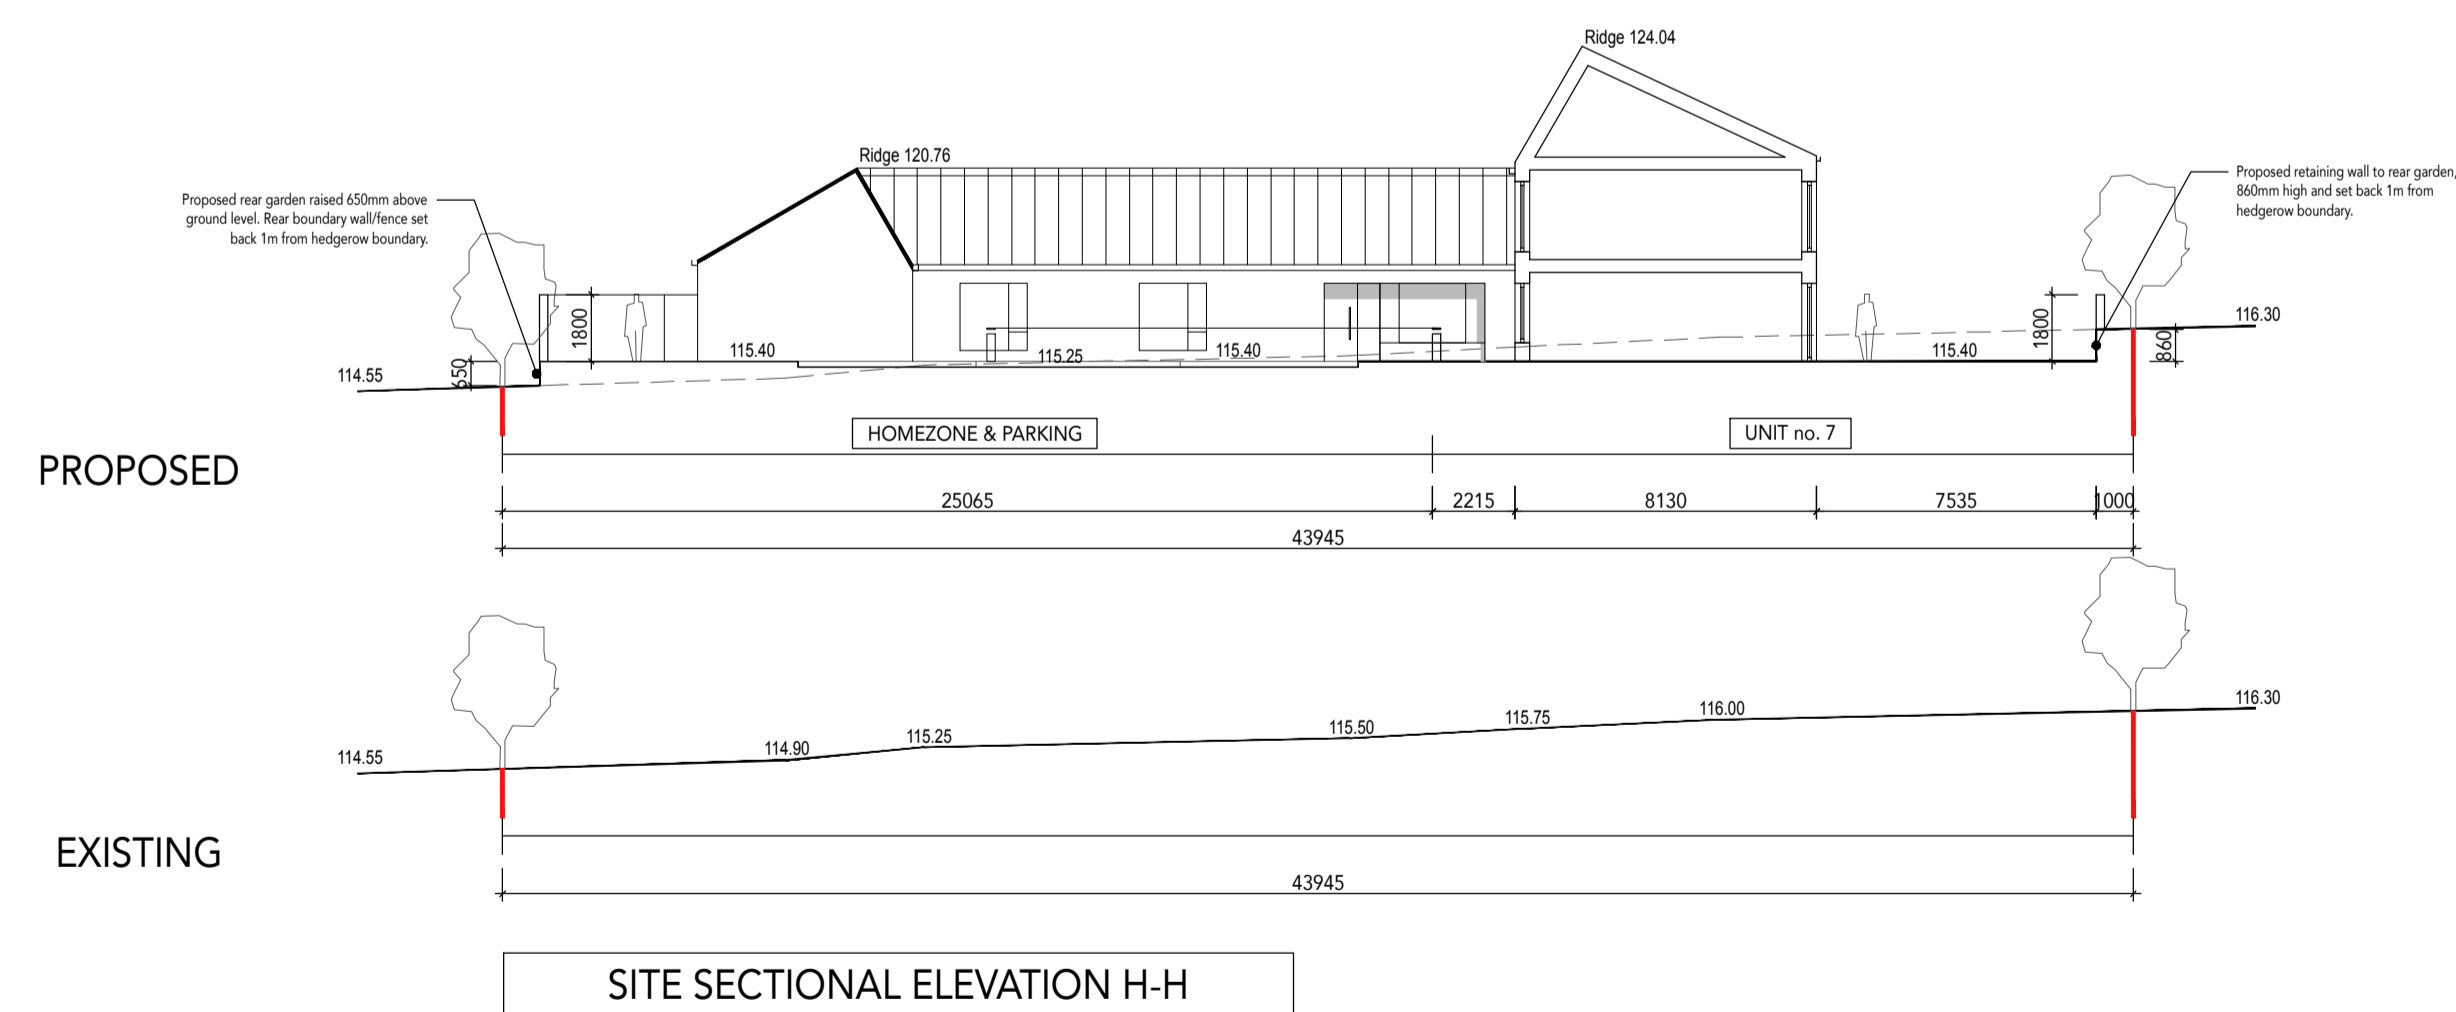 Ridge 124.04
Ridge 120.76
Proposed rear garden raised 650mm above
ground level. Rear boundary wall/fence set
back 1m from hedgerow boundary.
Proposed retaining wall to rear garden,
860mm high and set back 1m from
hedgerow boundary.
1800
1800
116.30
115.40
115.25
115.40
115.40
860
650
114.55
HOMEZONE & PARKING
UNIT no. 7
PROPOSED
25065
2215
8130
7535
1000
43945
114.55
114.90
115.25
115.50
115.75
116.00
116.30
EXISTING
43945
SITE SECTIONAL ELEVATION H-H